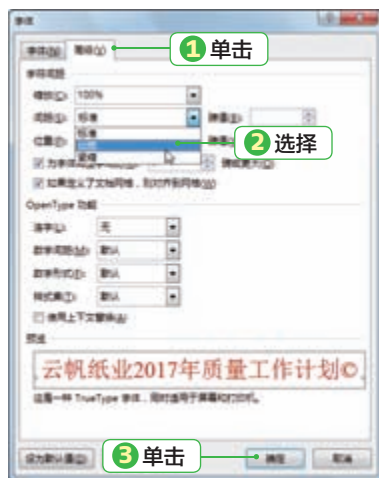 字体
字体(N) 高级(V)
1 单击
字符间距
缩放(C): 100%
间距(S): 标准 磅值(B):
标准
位置(P): 加宽 磅值(Y):
2 选择
紧缩
为字体
如果定义了文档网格，则对齐到网格(W)
OpenType 功能
连字(L): 无
数字间距(M): 默认
数字形式(F): 默认
样式集(T): 默认
使用上下文替换(A)
预览
云帆纸业2017年质量工作计划©
这是一种 TrueType 字体，同时适用于屏幕和打印机。
设为默认值(D)
3 单击
确定 取消